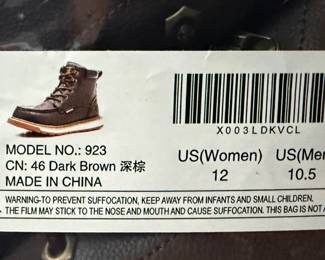 X003LDKVCL
MODEL NO.: 923
CN: 46 Dark Brown 深棕
MADE IN CHINA
US(Women) US(Mer
12 10.5
WARNING-TO PREVENT SUFFOCATION, KEEP AWAY FROM INFANTS AND SMALL CHILDREN.
THE FILM MAY STICK TO THE NOSE AND MOUTH AND CAUSE SUFFOCATION. THIS BAG IS NOT A